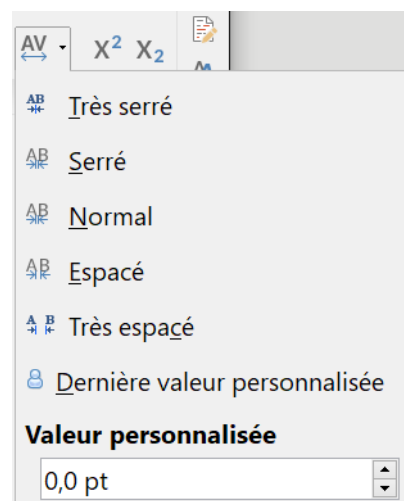 AV X² X₂
Très serré
Serré
Normal
Espacé
Très espacé
Dernière valeur personnalisée
Valeur personnalisée
0,0 pt